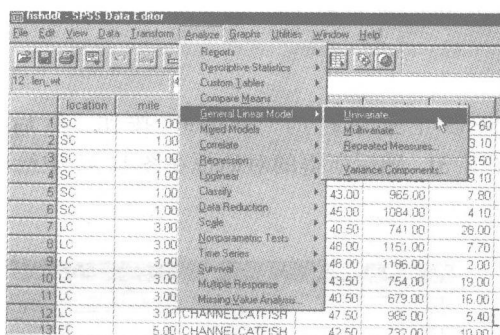 fishddt - SPSS Data Editor
File Edit View Data Transform Analyze Graphs Utilities Window Help
Reports
Descriptive Statistics
12 :len_wt
Custom Tables
Compare Means
location mile
General Linear Model Univariate...
1 SC 1.00 2.60
Mixed Models Multivariate...
2 SC 1.00 3.10
Correlate Repeated Measures...
3 SC 1.00 3.50
Regression
4 SC 1.00 9.10
Loglinear Variance Components...
5 SC 1.00 Classify 43.00 965.00 7.80
6 SC 1.00 Data Reduction 45.00 1084.00 4.10
Scale
7 LC 3.00 40.50 741.00 26.00
Nonparametric Tests
8 LC 3.00 48.00 1151.00 7.70
Time Series
9 LC 3.00 48.00 1186.00 2.00
Survival
10 LC 3.00 43.50 754.00 19.00
Multiple Response
11 LC 3.00 40.50 679.00 16.00
Missing Value Analysis...
12 LC 3.00 CHANNELCATFISH 47.50 985.00 5.40
13 FC 5.00 CHANNELCATFISH 42.50 732.00 10.00